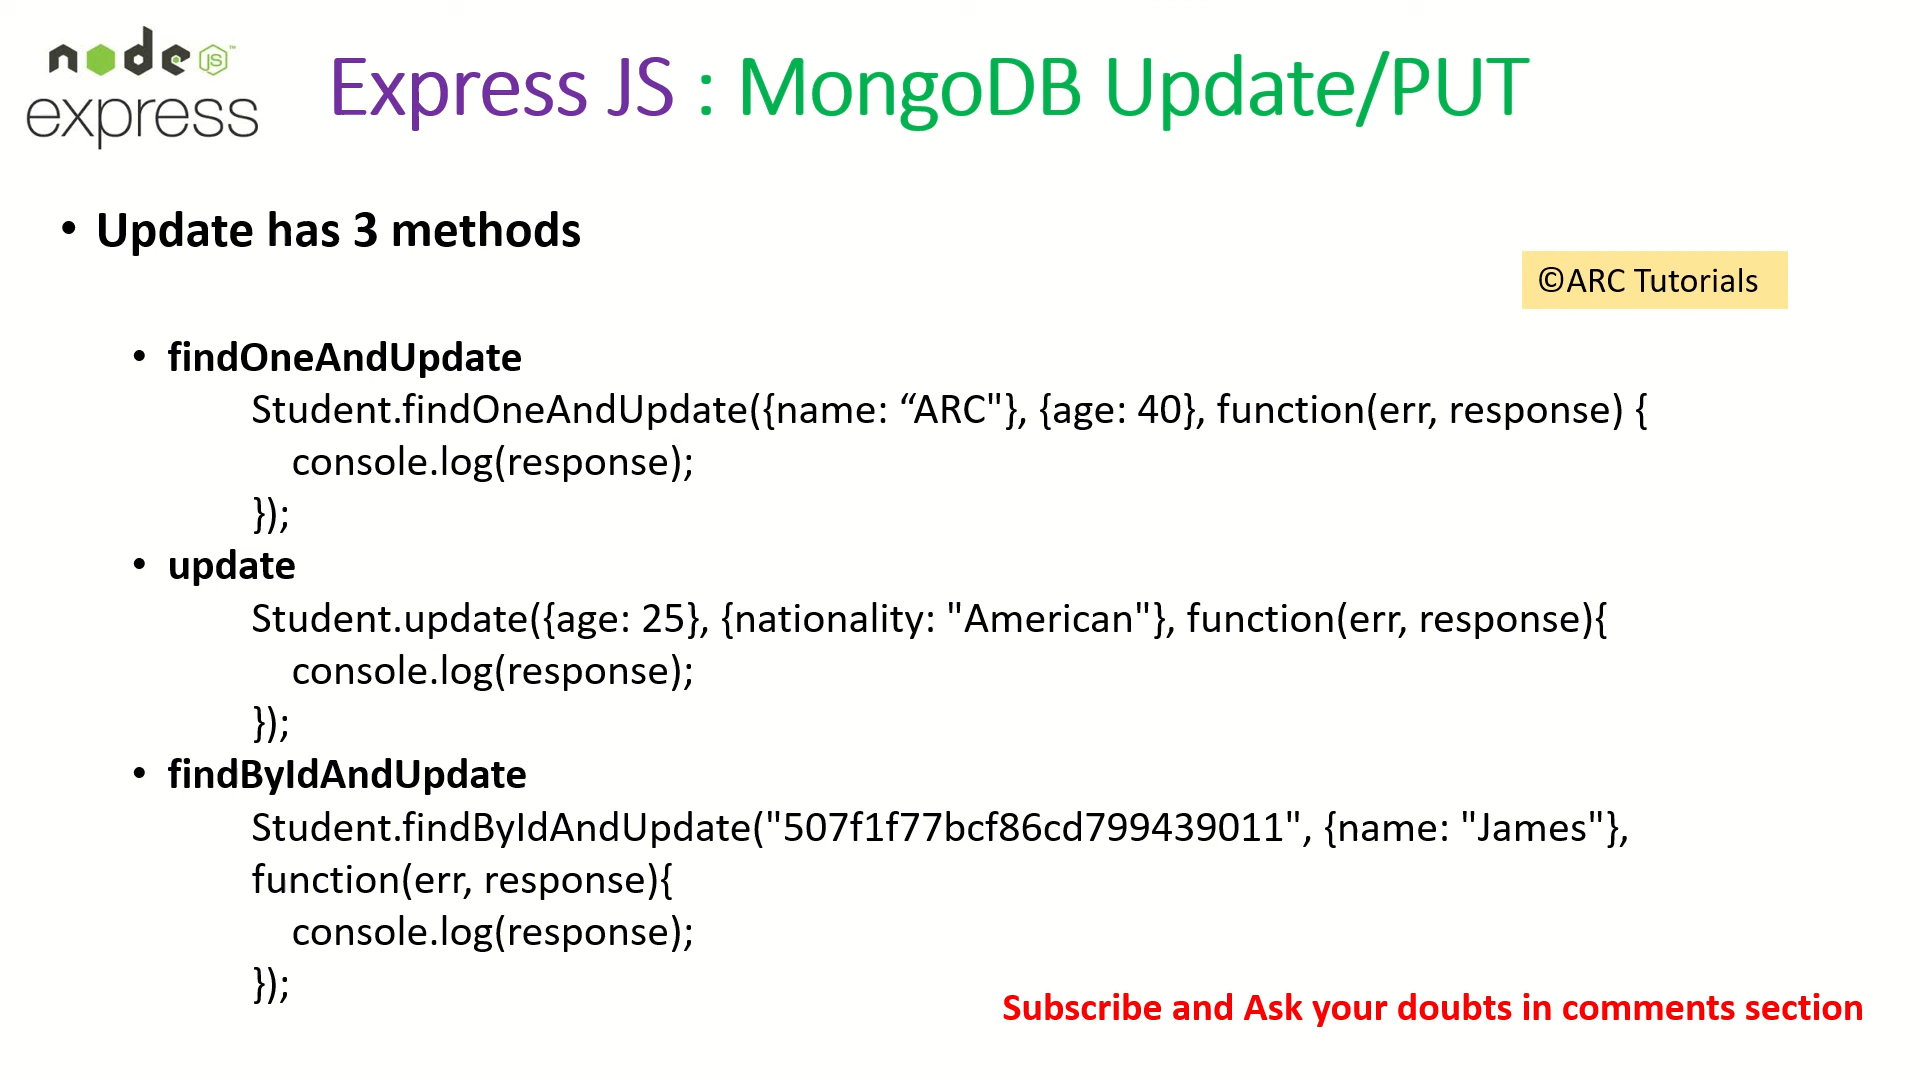 node JS ™
express
Express JS : MongoDB Update/PUT
• Update has 3 methods
©ARC Tutorials
• findOneAndUpdate
Student.findOneAndUpdate({name: “ARC"}, {age: 40}, function(err, response) {
console.log(response);
});
• update
Student.update({age: 25}, {nationality: "American"}, function(err, response){
console.log(response);
});
• findByIdAndUpdate
Student.findByIdAndUpdate("507f1f77bcf86cd799439011", {name: "James"},
function(err, response){
console.log(response);
});
Subscribe and Ask your doubts in comments section